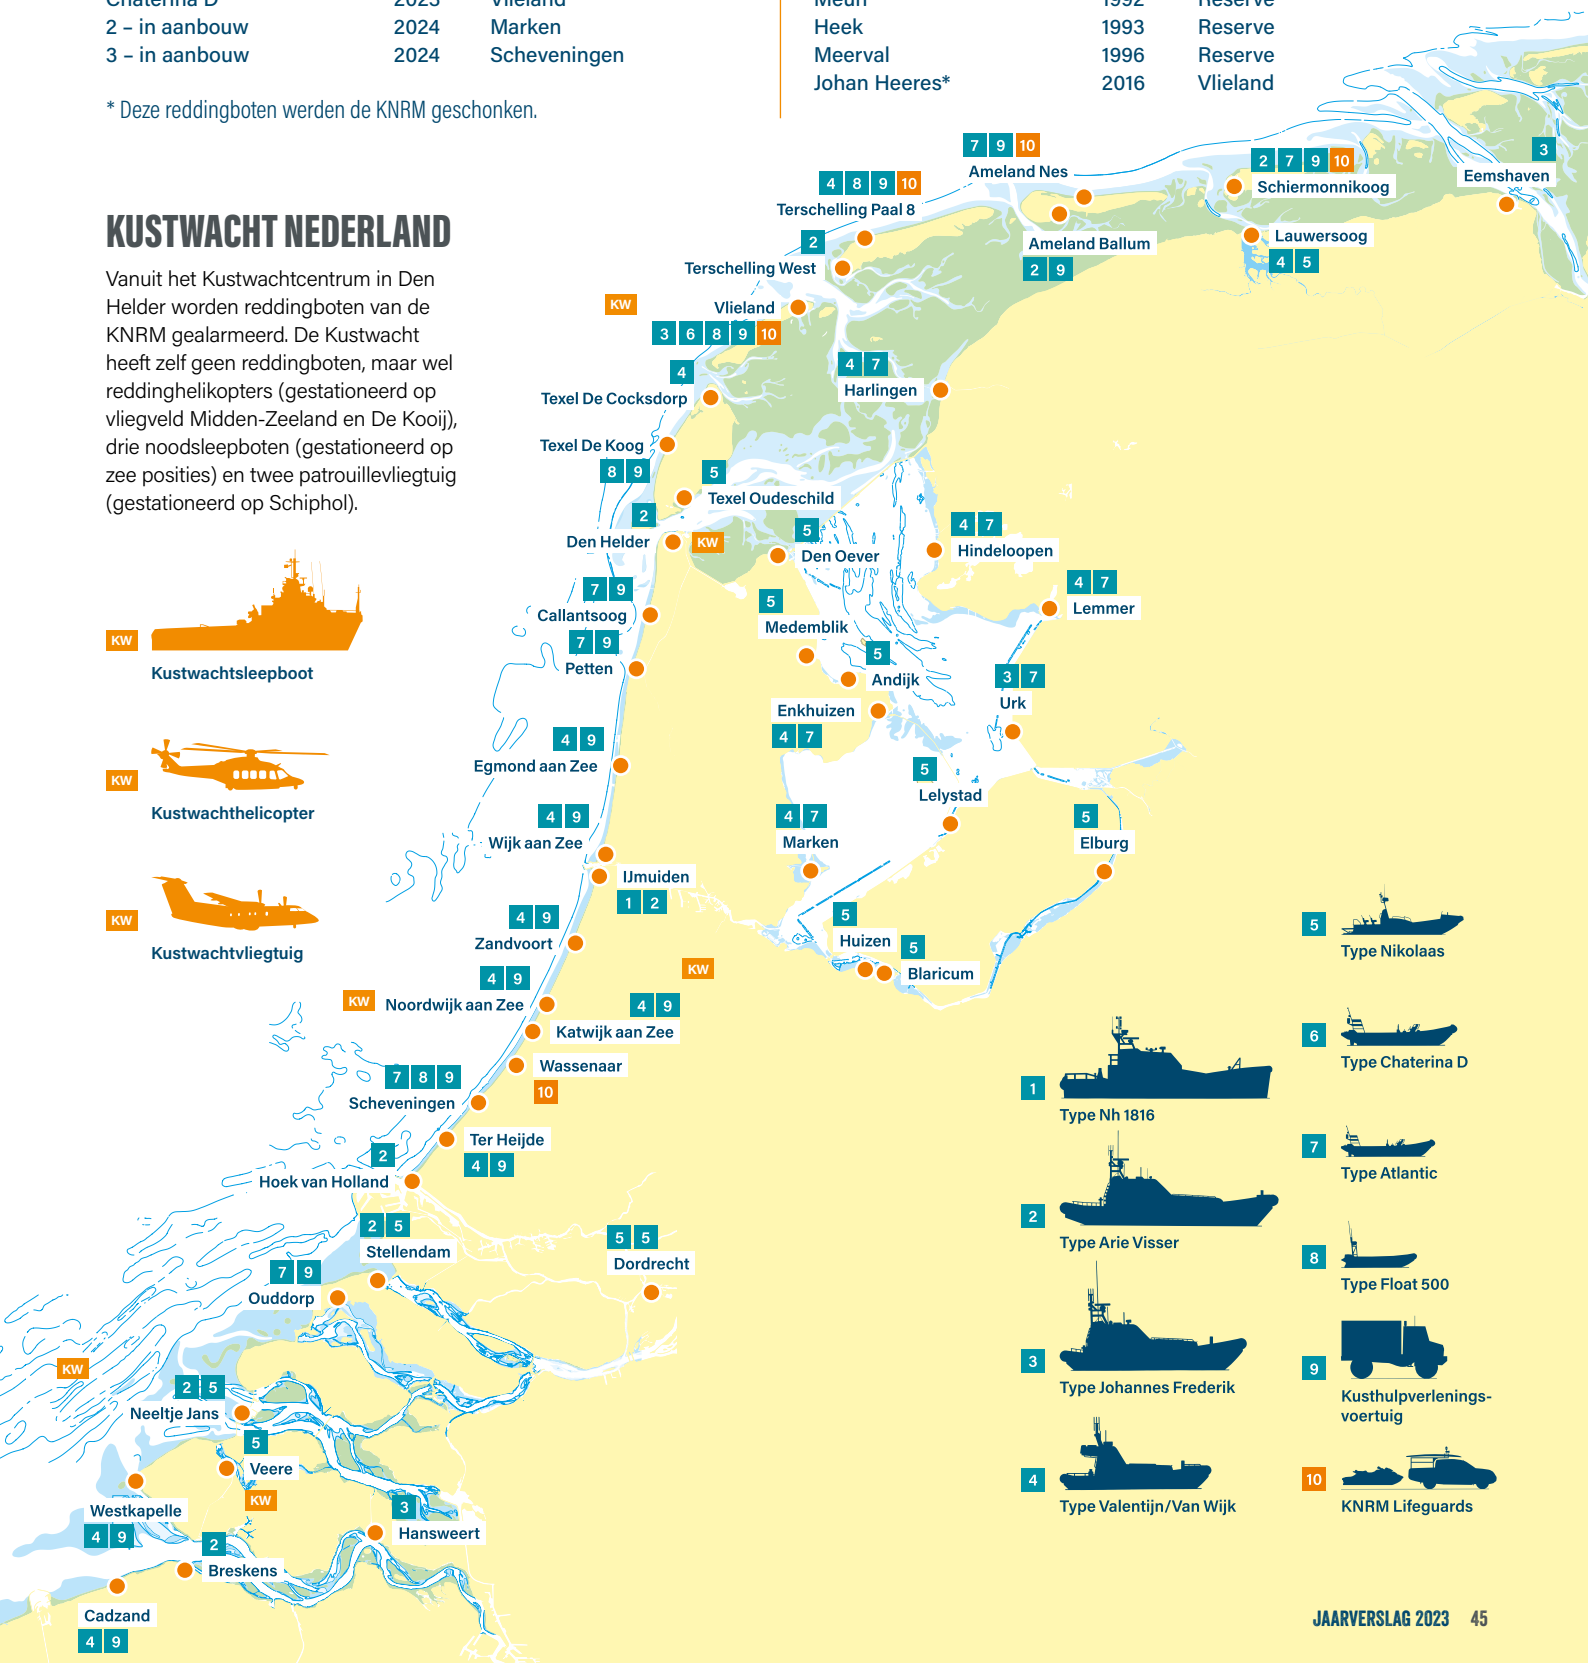 Chaterina D 2023 Vlieland
2 – in aanbouw 2024 Marken
3 – in aanbouw 2024 Scheveningen
* Deze reddingboten werden de KNRM geschonken.
Meun 1992 Reserve
Heek 1993 Reserve
Meerval 1996 Reserve
Johan Heeres* 2016 Vlieland
KUSTWACHT NEDERLAND
Vanuit het Kustwachtcentrum in Den
Helder worden reddingboten van de
KNRM gealarmeerd. De Kustwacht
heeft zelf geen reddingboten, maar wel
reddinghelikopters (gestationeerd op
vliegveld Midden-Zeeland en De Kooij),
drie noodsleepboten (gestationeerd op
zee posities) en twee patrouillevliegtuig
(gestationeerd op Schiphol).
KW
Kustwachtsleepboot
KW
Kustwachthelicopter
KW
Kustwachtvliegtuig
7 9 10
Ameland Nes
2 7 9 10
Schiermonnikoog
3
Eemshaven
4 8 9 10
Terschelling Paal 8
Lauwersoog
4 5
Ameland Ballum
2 9
2
Terschelling West
KW
Vlieland
3 6 8 9 10
4
Texel De Cocksdorp
4 7
Harlingen
Texel De Koog
8 9
5
Texel Oudeschild
2
Den Helder
KW
5
Den Oever
4 7
Hindeloopen
4 7
Lemmer
7 9
Callantsoog
7 9
Petten
5
Medemblik
5
Andijk
3 7
Urk
Enkhuizen
4 7
4 9
Egmond aan Zee
5
Lelystad
4 9
Wijk aan Zee
4 7
Marken
5
Elburg
IJmuiden
1 2
4 9
Zandvoort
5
Huizen
5
Blaricum
KW
4 9
Noordwijk aan Zee
KW
4 9
Katwijk aan Zee
Wassenaar
10
7 8 9
Scheveningen
Ter Heijde
4 9
2
Hoek van Holland
2 5
Stellendam
5 5
Dordrecht
7 9
Ouddorp
KW
2 5
Neeltje Jans
5
Veere
KW
Westkapelle
4 9
3
Hansweert
2
Breskens
Cadzand
4 9
1
Type Nh 1816
2
Type Arie Visser
3
Type Johannes Frederik
4
Type Valentijn/Van Wijk
5
Type Nikolaas
6
Type Chaterina D
7
Type Atlantic
8
Type Float 500
9
Kusthulpverlenings-
voertuig
10
KNRM Lifeguards
JAARVERSLAG 2023 45